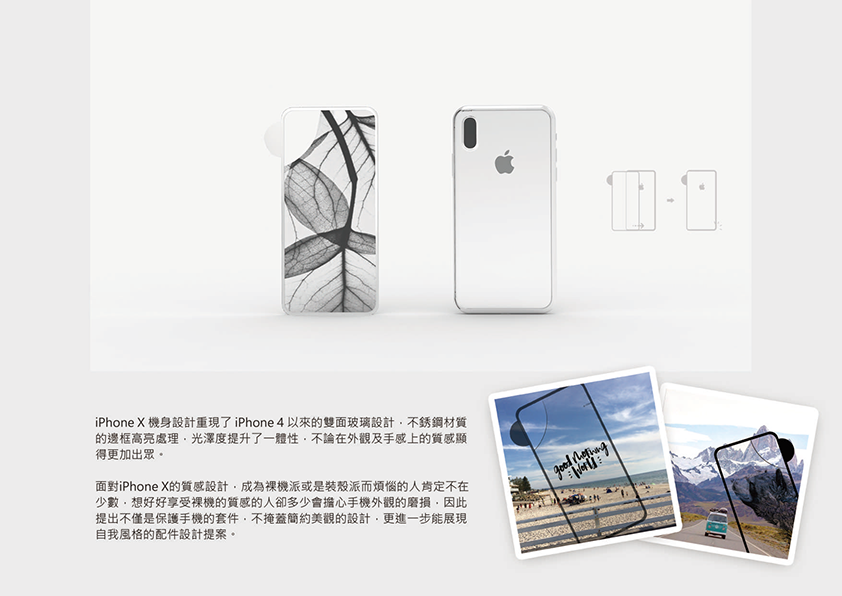 iPhone X 機身設計重現了 iPhone 4 以來的雙面玻璃設計，不銹鋼材質
的邊框高亮處理，光澤度提升了一體性，不論在外觀及手感上的質感顯
得更加出眾。
面對iPhone X的質感設計，成為裸機派或是裝殼派而煩惱的人肯定不在
少數，想好好享受裸機的質感的人卻多少會擔心手機外觀的磨損，因此
提出不僅是保護手機的套件，不掩蓋簡約美觀的設計，更進一步能展現
自我風格的配件設計提案。
good morning
World